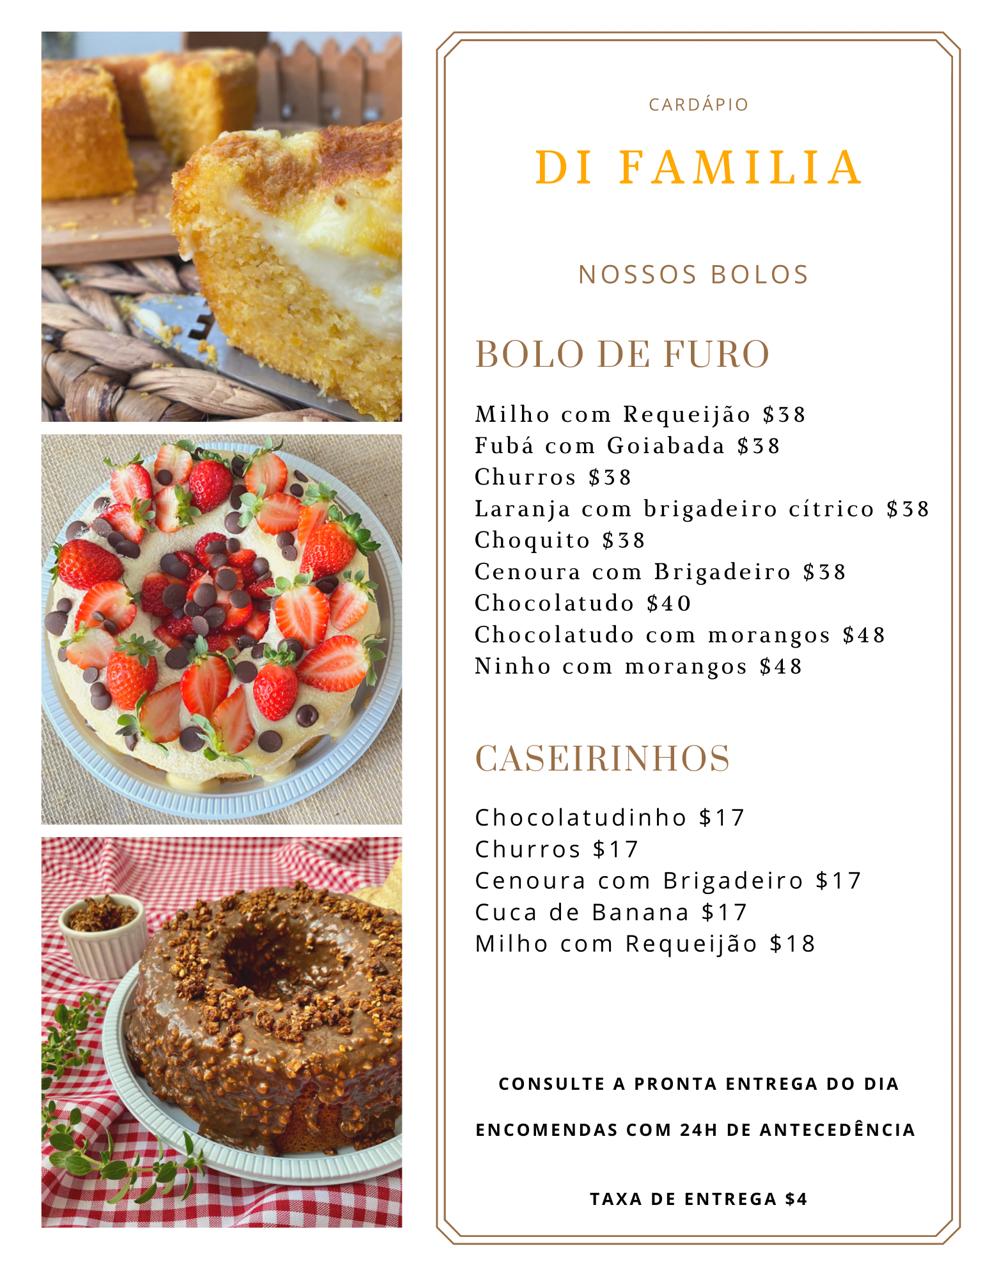 CARDÁPIO
DI FAMILIA
NOSSOS BOLOS
BOLO DE FURO
Milho com Requeijão $38
Fubá com Goiabada $38
Churros $38
Laranja com brigadeiro cítrico $38
Choquito $38
Cenoura com Brigadeiro $38
Chocolatudo $40
Chocolatudo com morangos $48
Ninho com morangos $48
CASEIRINHOS
Chocolatudinho $17
Churros $17
Cenoura com Brigadeiro $17
Cuca de Banana $17
Milho com Requeijão $18
CONSULTE A PRONTA ENTREGA DO DIA
ENCOMENDAS COM 24H DE ANTECEDÊNCIA
TAXA DE ENTREGA $4